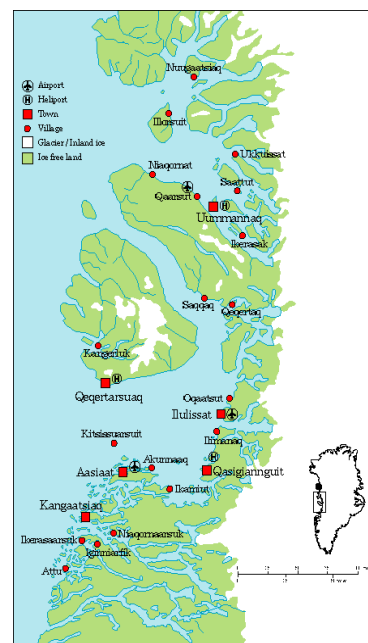 Nuugaatsiaq
Airport
Heliport
Town
Village
Glacier/Inland ice
Ice free land
Illorsuit
Ukkusissat
Niaqornat
Saattut
Qaarsut
Uummannaq
Ikerasak
Saqqaq
Qeqertaq
Kangerluk
Qeqertarsuaq
Oqaatsut
Ilulissat
Ilimanaq
Kitsissuarsuit
Akunnaaq
Aasiaat
Qasigiannguit
Ikamiut
Kangaatsiaq
Niaqornaarsuk
Ikerasaarsuk
Iginniarfik
Attu